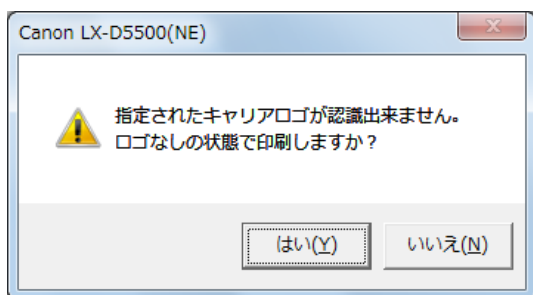 Canon LX-D5500(NE)
指定されたキャリアロゴが認識出来ません。
ロゴなしの状態で印刷しますか？
はい(Y)
いいえ(N)